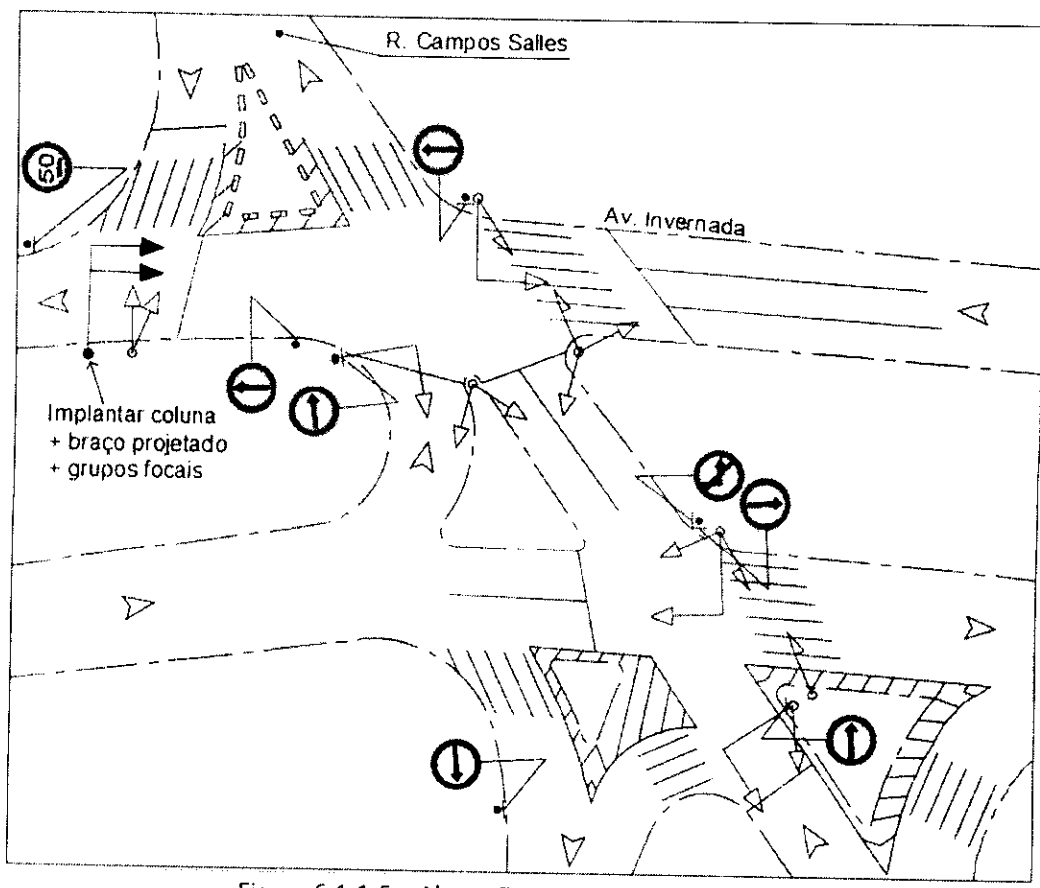 R. Campos Salles
50
Av. Invernada
Implantar coluna
+ braço projetado
+ grupos focais